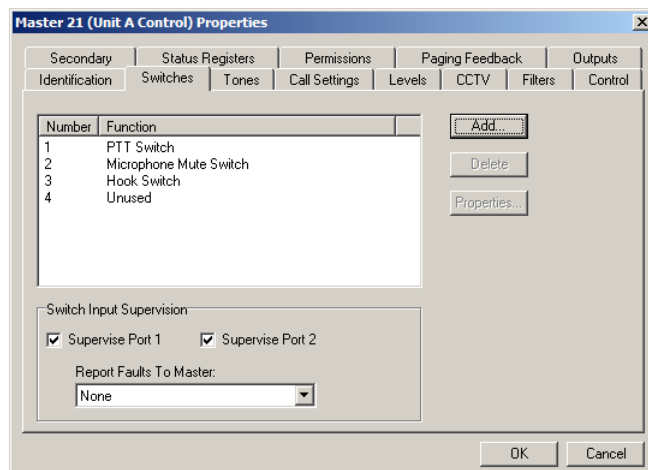 Master 21 (Unit A Control) Properties
Secondary Status Registers Permissions Paging Feedback Outputs
Identification Switches Tones Call Settings Levels CCTV Filters Control
Number Function
1 PTT Switch
2 Microphone Mute Switch
3 Hook Switch
4 Unused
Add...
Delete
Properties...
Switch Input Supervision
Supervise Port 1 Supervise Port 2
Report Faults To Master:
None
OK Cancel